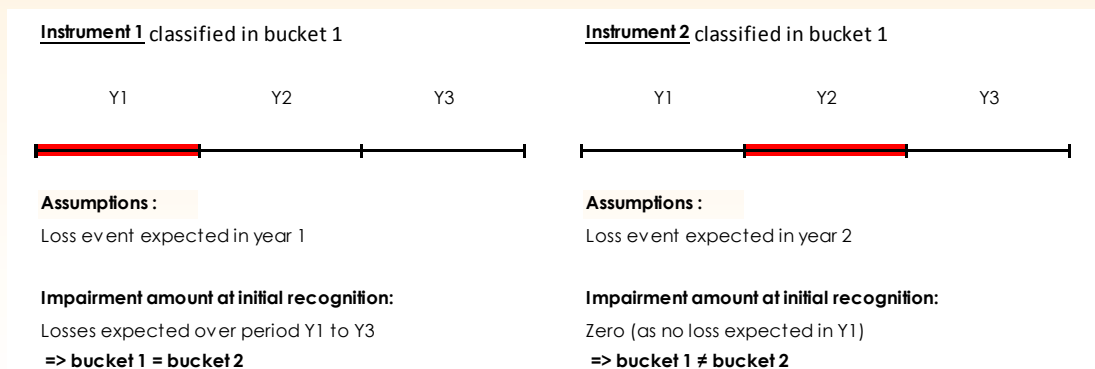 Instrument 1 classified in bucket 1
Y1 Y2 Y3
Assumptions :
Loss event expected in year 1
Impairment amount at initial recognition:
Losses expected over period Y1 to Y3
=> bucket 1 = bucket 2
Instrument 2 classified in bucket 1
Y1 Y2 Y3
Assumptions :
Loss event expected in year 2
Impairment amount at initial recognition:
Zero (as no loss expected in Y1)
=> bucket 1 ≠ bucket 2